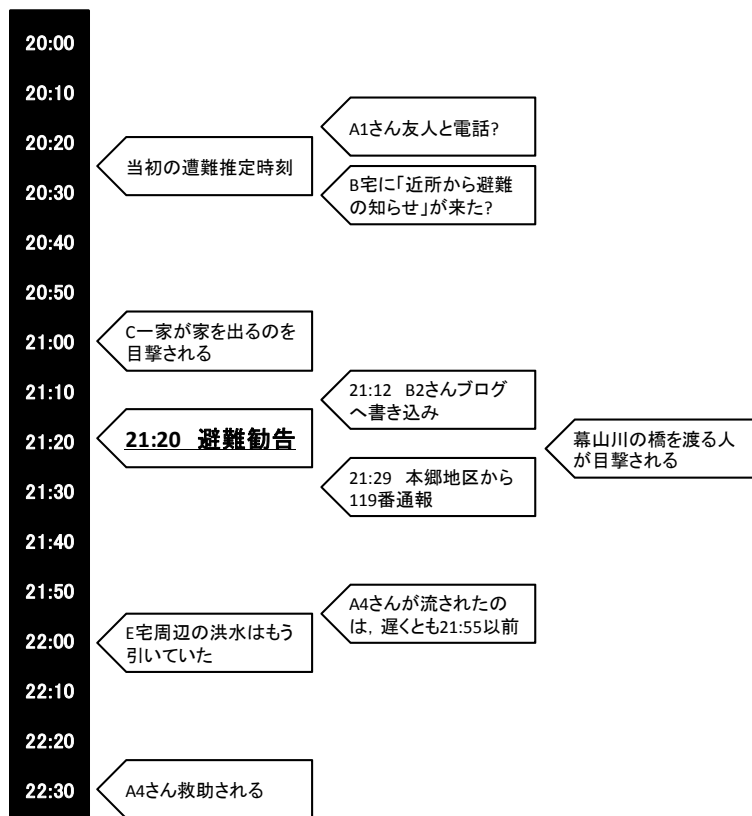 20:00
20:10
20:20
20:30
20:40
20:50
21:00
21:10
21:20
21:30
21:40
21:50
22:00
22:10
22:20
22:30
A1さん友人と電話?
当初の遭難推定時刻
B宅に「近所から避難
の知らせ」が来た?
C一家が家を出るのを
目撃される
21:12 B2さんブログ
へ書き込み
21:20 避難勧告
幕山川の橋を渡る人
が目撃される
21:29 本郷地区から
119番通報
A4さんが流されたの
は，遅くとも21:55以前
E宅周辺の洪水はもう
引いていた
A4さん救助される